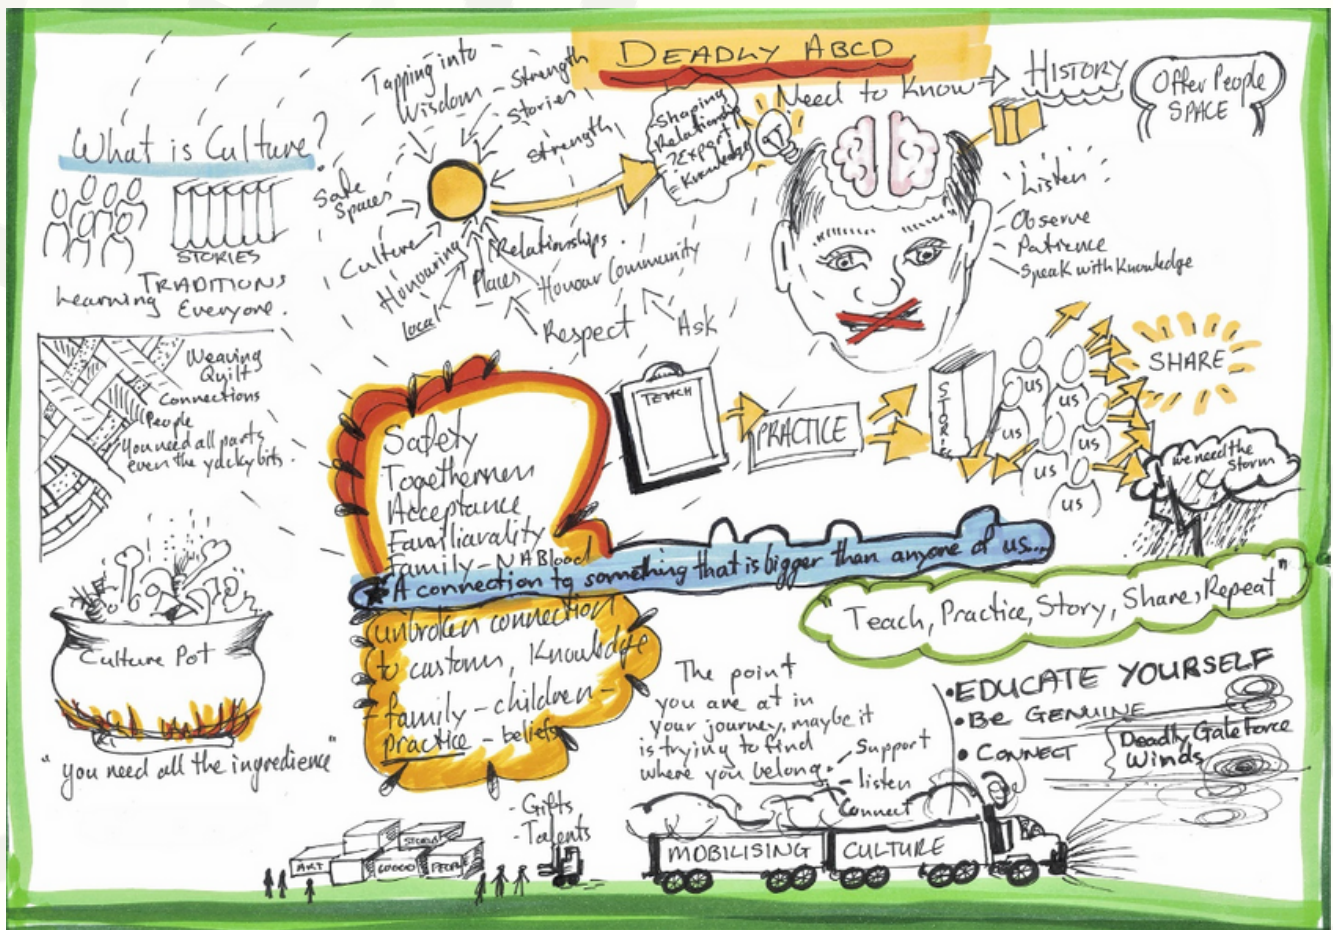 DEADLY ABCD
What is Culture?
STORIES
Learning TRADITIONS
Everyone.
Weaving
Quilt
Connections
People
You need all parts
even the yucky bits.
Culture Pot
"you need all the ingredience"
Tapping into
Wisdom - Strength
Stories
Strength
Safe
Spaces
Culture
Honouring
Local
Places
Relationships.
Honour Community
Respect
Ask
Shaping
Relationship
Expert
= Knowledge
Need to Know
HISTORY
Offer People
SPACE
Listen
Observe
Patience
Speak with Knowledge
TEACH
PRACTICE
STORIES
us
us
us
us
us
us
SHARE
we need the
Storm
Safety
Togetherness
Acceptance
Family - NA Blood
A connection to something that is bigger than anyone of us...
unbroken connection
to customs, Knowledge
- family - children -
practice - beliefs
"Teach, Practice, Story, Share, Repeat"
The point
you are at in
your journey, maybe it
is trying to find
where you belong.
- Support
- listen
Connect
• EDUCATE YOURSELF
• Be GENUINE
• CONNECT
Deadly Gale Force
Winds
- Gifts
- Talents
STORIES
ART
PEOPLE
MOBILISING CULTURE